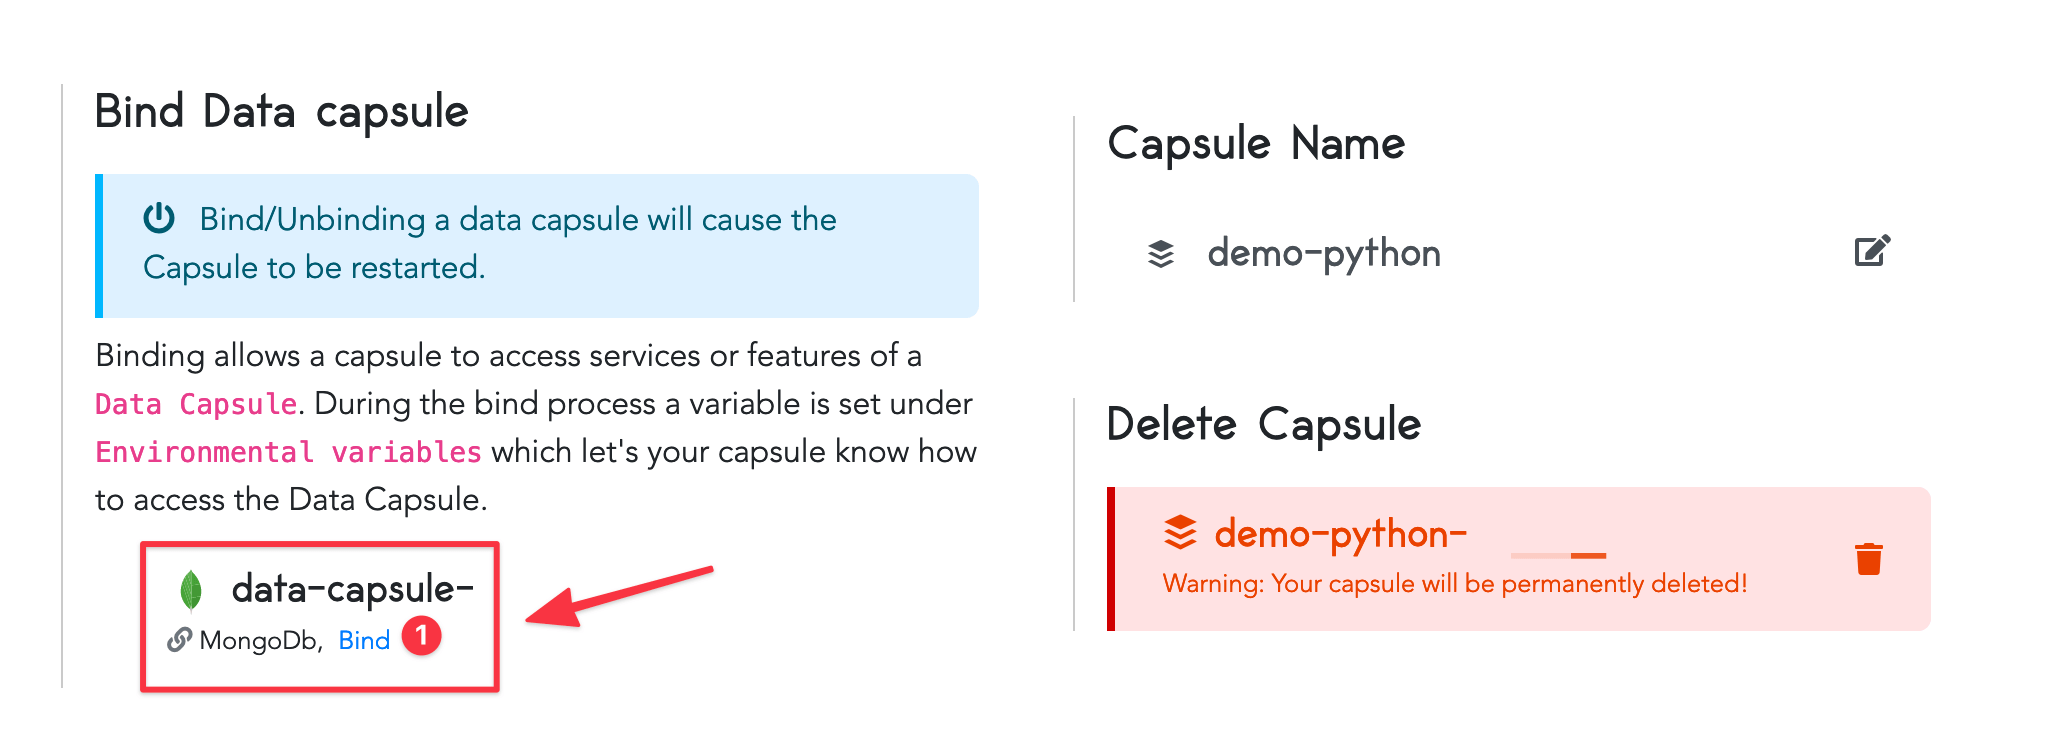 Bind Data capsule
Bind/Unbinding a data capsule will cause the
Capsule to be restarted.
Binding allows a capsule to access services or features of a
Data Capsule. During the bind process a variable is set under
Environmental variables which let's your capsule know how
to access the Data Capsule.
data-capsule-
MongoDb, Bind 1
Capsule Name
demo-python
Delete Capsule
demo-python-
Warning: Your capsule will be permanently deleted!